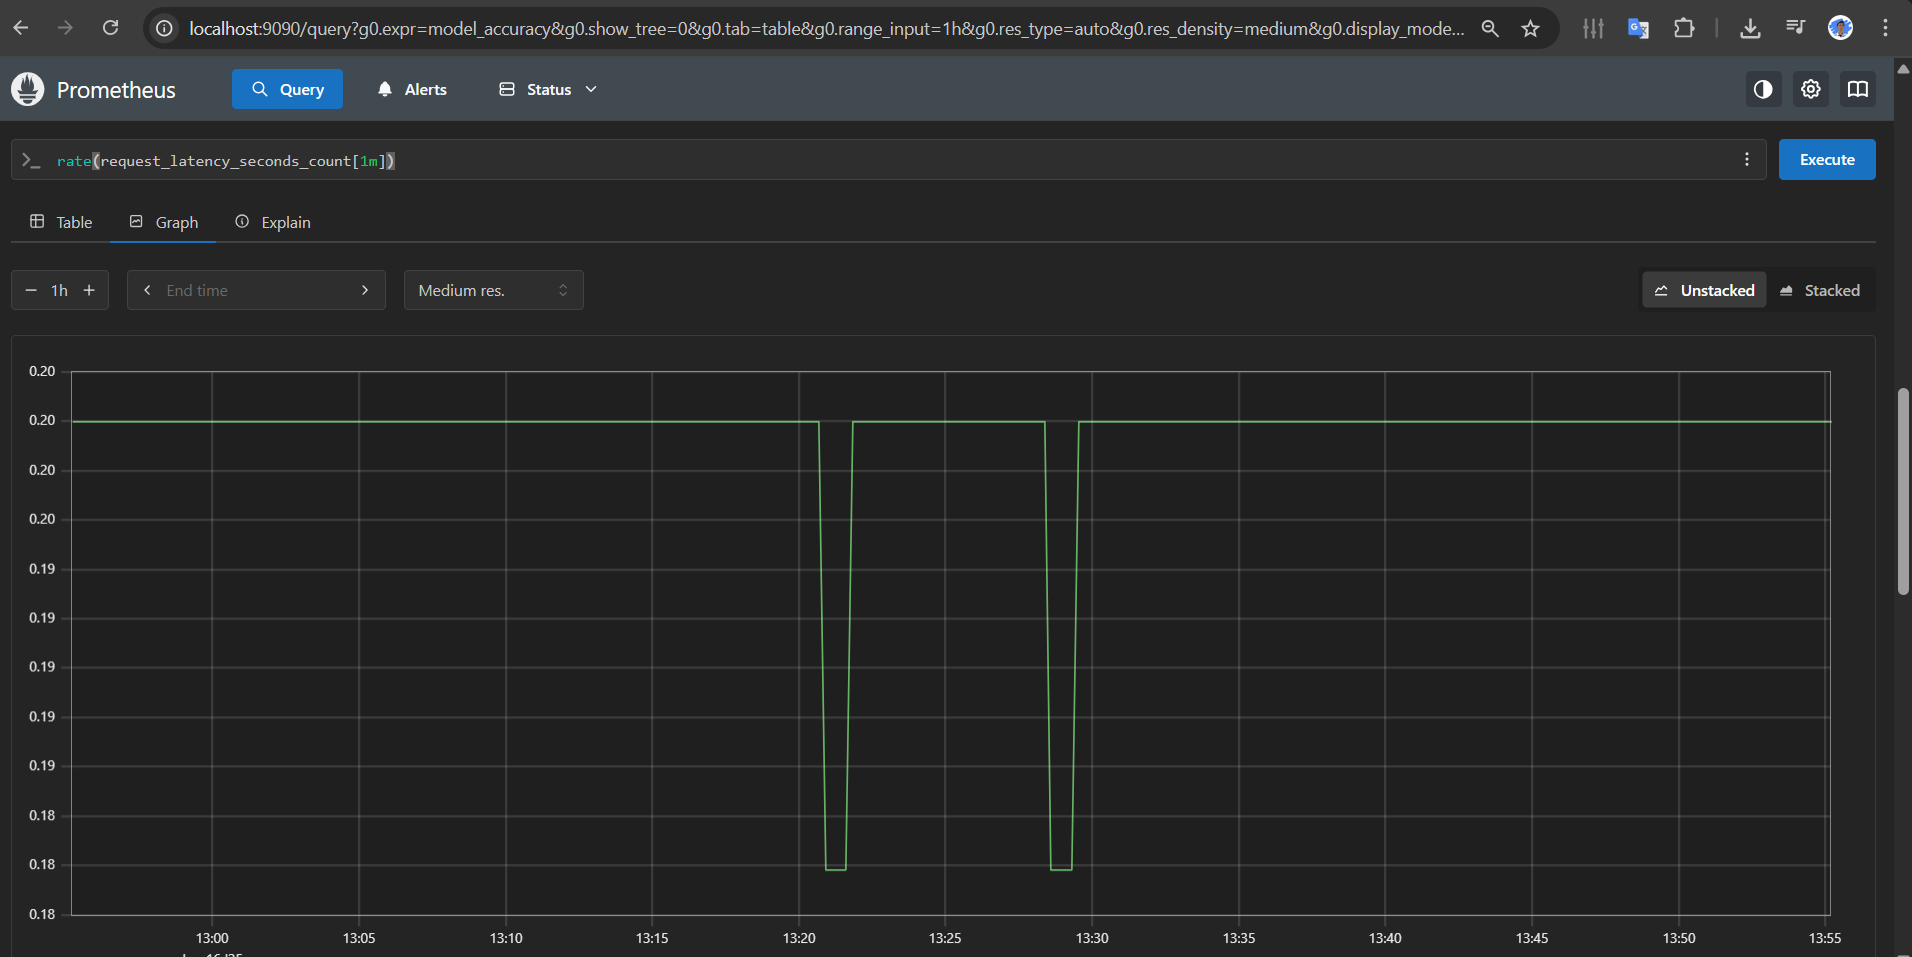 localhost:9090/query?g0.expr=model_accuracy&g0.show_tree=0&g0.tab=table&g0.range_input=1h&g0.res_type=auto&g0.res_density=medium&g0.display_mode...
Prometheus Query Alerts Status
>_ rate(request_latency_seconds_count[1m]) Execute
Table Graph Explain
− 1h + End time Medium res. Unstacked Stacked
0.20
0.20
0.20
0.20
0.19
0.19
0.19
0.19
0.19
0.18
0.18
0.18
13:00 13:05 13:10 13:15 13:20 13:25 13:30 13:35 13:40 13:45 13:50 13:55